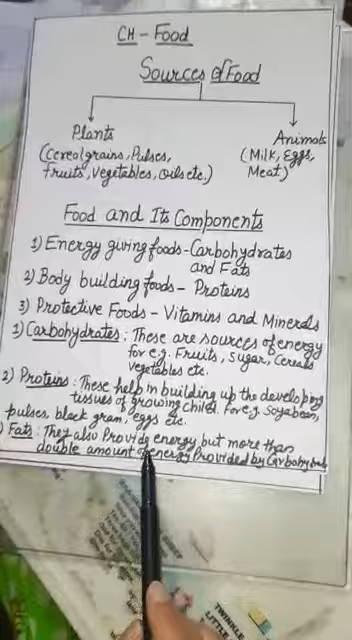 CH - Food
Sources of Food
Plants
(Cereal grains, Pulses,
fruits, Vegetables, Oils etc.)
Animals
(Milk, Eggs,
Meat)
Food and Its Components
1) Energy giving foods - Carbohydrates
and Fats
2) Body building foods - Proteins
3) Protective Foods - Vitamins and Minerals
1) Carbohydrates : These are sources of energy
for e.g. Fruits, Sugar, Cereals
vegetables etc.
2) Proteins : These help in building up the developing
tissues of growing child. For e.g. Soyabean,
pulses, black gram, eggs etc.
) Fats : They also Provide energy but more than
double amount of energy Provided by Carbohydrates
TWINKLE
LITTLE